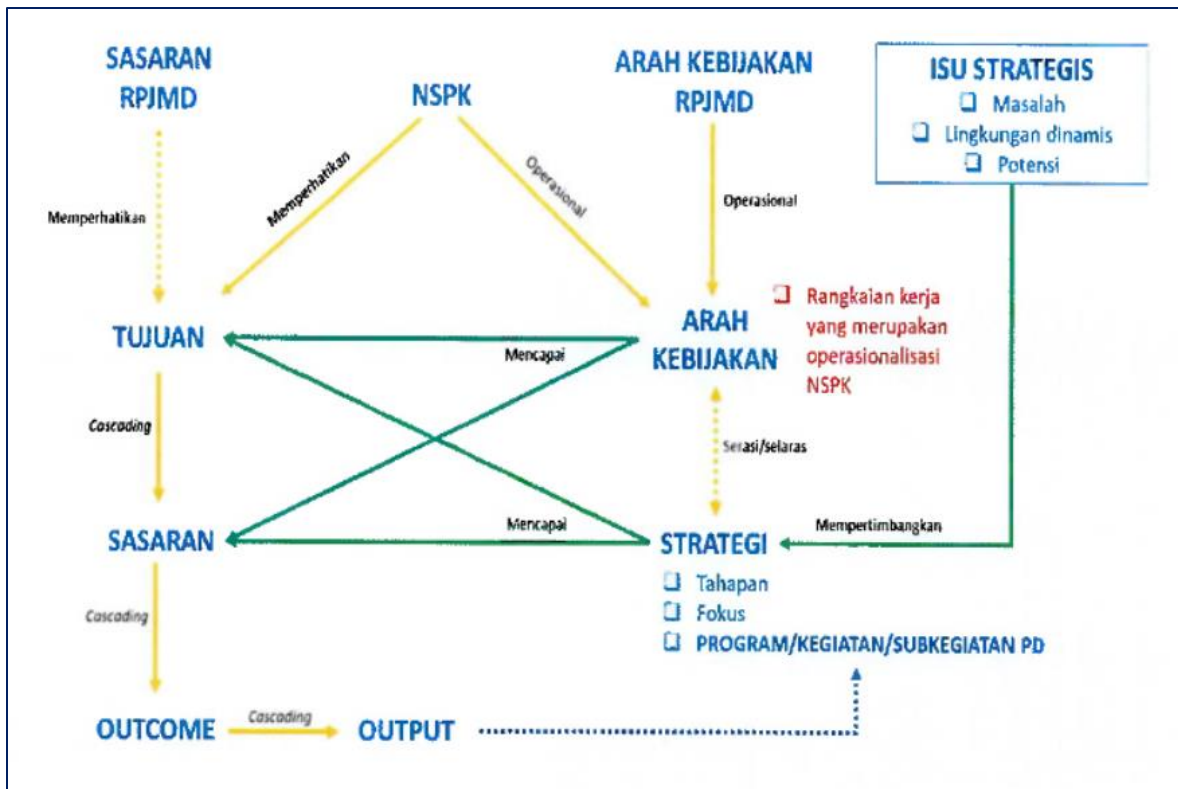 SASARAN
RPJMD
NSPK
ARAH KEBIJAKAN
RPJMD
ISU STRATEGIS
❑ Masalah
❑ Lingkungan dinamis
❑ Potensi
Memperhatikan
Memperhatikan
Operasional
Operasional
TUJUAN
Mencapai
ARAH
KEBIJAKAN
❑ Rangkaian kerja
yang merupakan
operasionalisasi
NSPK
Cascading
Serasi/selaras
SASARAN
Mencapai
STRATEGI
Mempertimbangkan
❑ Tahapan
❑ Fokus
❑ PROGRAM/KEGIATAN/SUBKEGIATAN PD
Cascading
OUTCOME
Cascading
OUTPUT